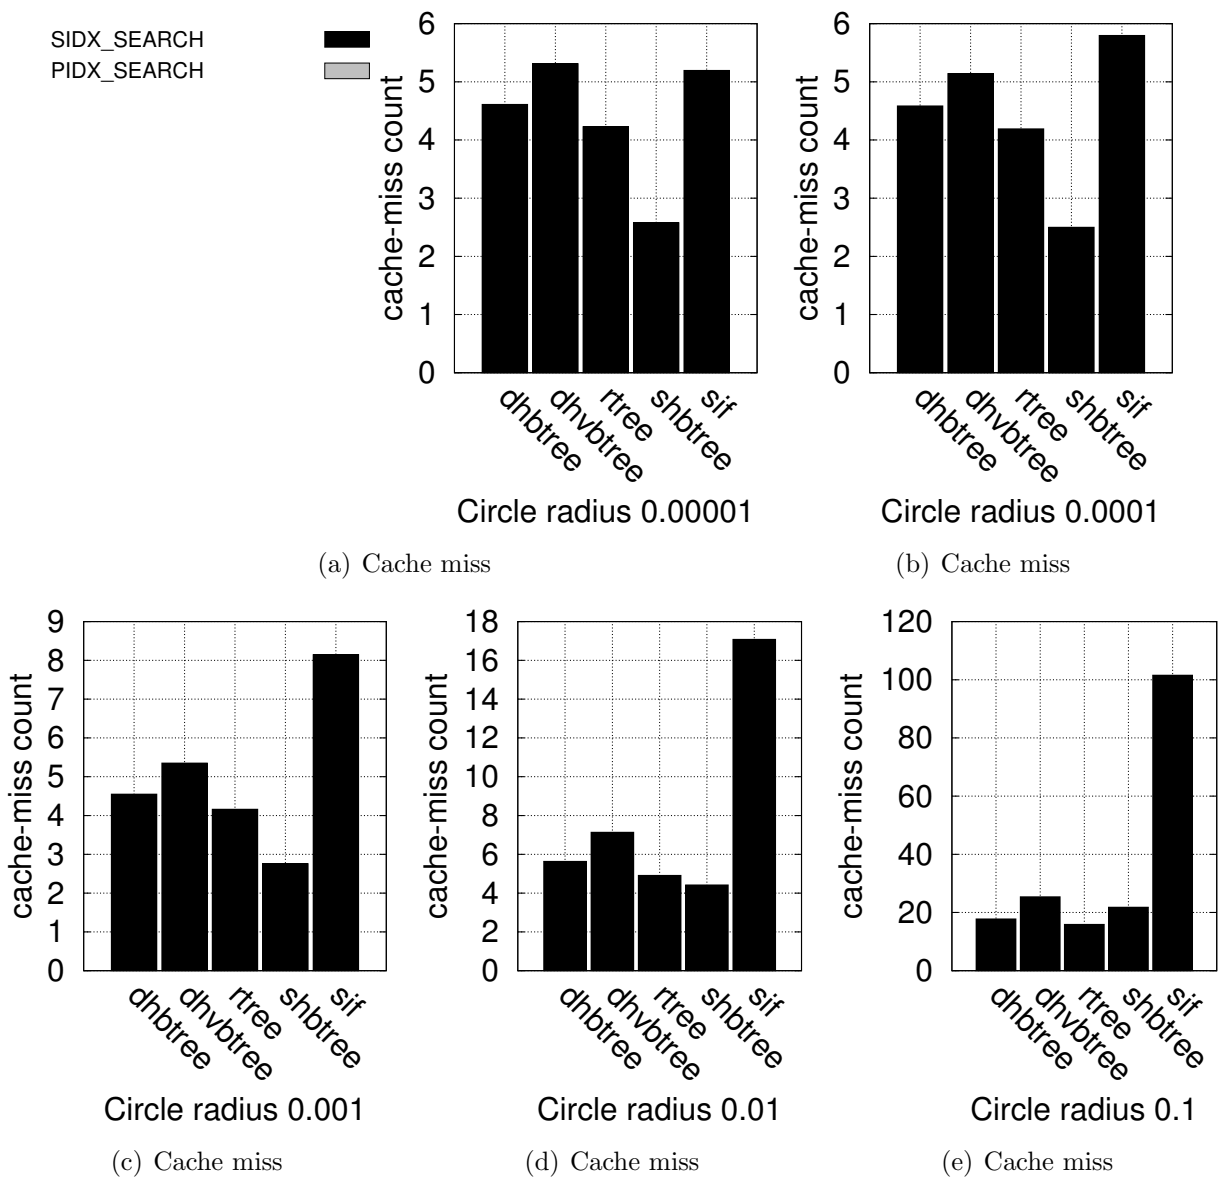 SIDX_SEARCH
PIDX_SEARCH
cache-miss count
6
5
4
3
2
1
0
dhbtree
dhvbtree
rtree
shbtree
sif
Circle radius 0.00001
(a) Cache miss
cache-miss count
6
5
4
3
2
1
0
dhbtree
dhvbtree
rtree
shbtree
sif
Circle radius 0.0001
(b) Cache miss
cache-miss count
9
8
7
6
5
4
3
2
1
0
dhbtree
dhvbtree
rtree
shbtree
sif
Circle radius 0.001
(c) Cache miss
cache-miss count
18
16
14
12
10
8
6
4
2
0
dhbtree
dhvbtree
rtree
shbtree
sif
Circle radius 0.01
(d) Cache miss
cache-miss count
120
100
80
60
40
20
0
dhbtree
dhvbtree
rtree
shbtree
sif
Circle radius 0.1
(e) Cache miss